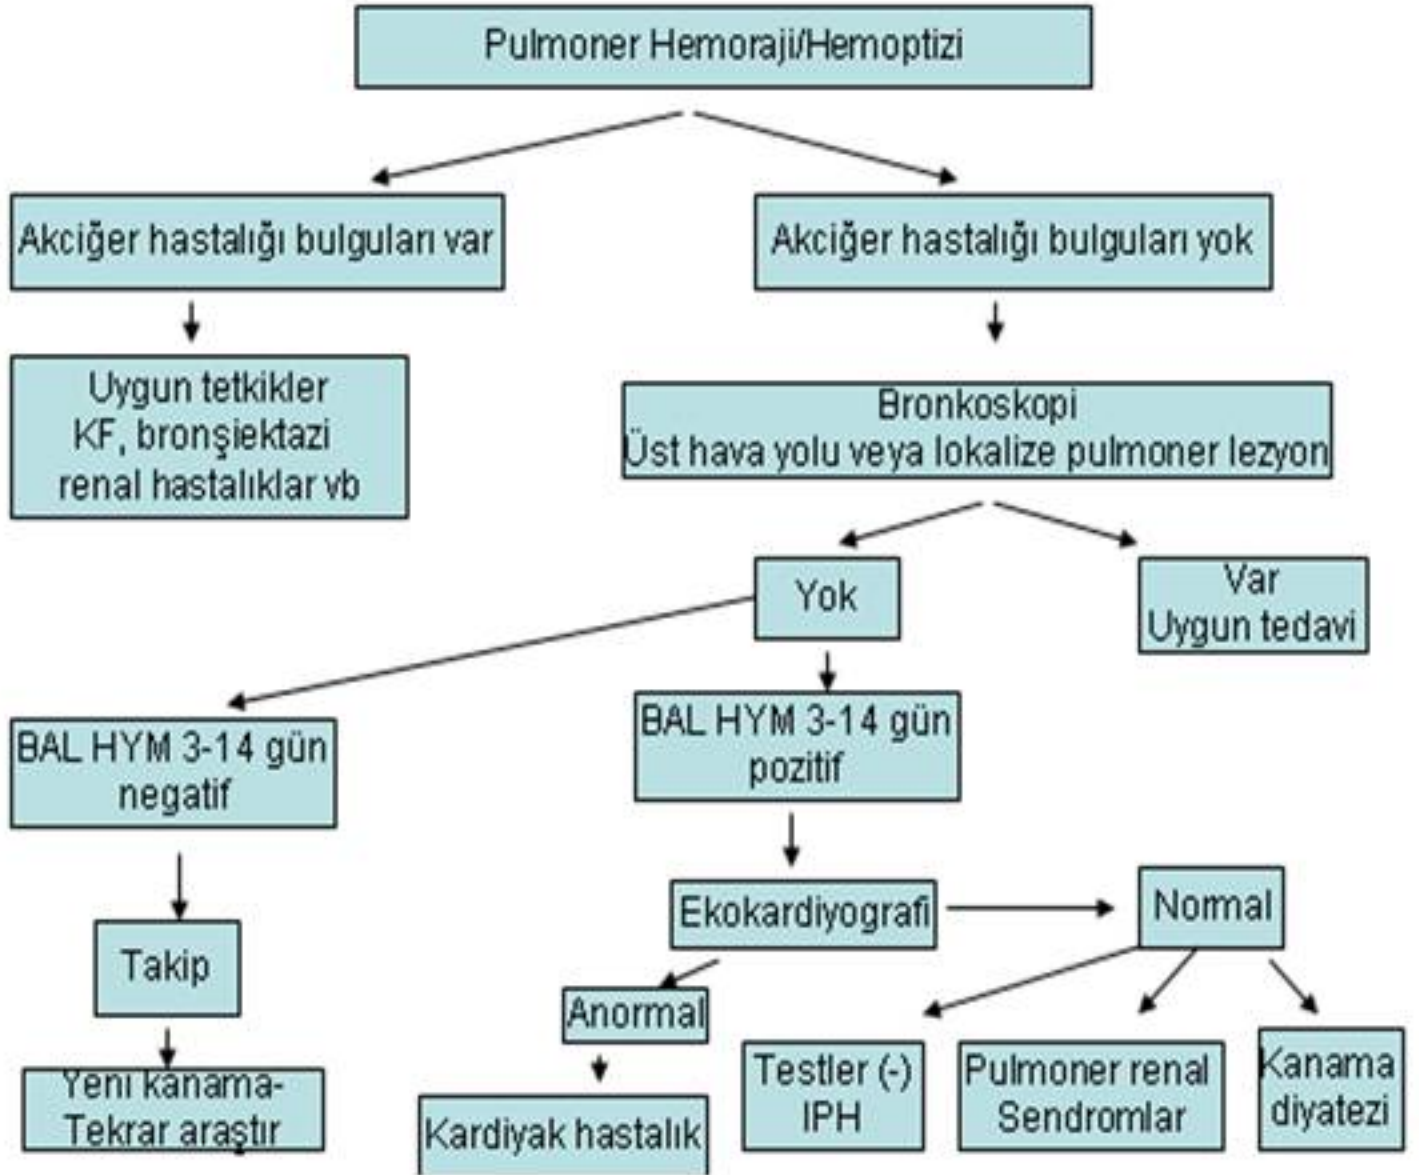 Pulmoner Hemoraji/Hemoptizi
Akciğer hastalığı bulguları var
Akciğer hastalığı bulguları yok
Uygun tetkikler
KF, bronşiektazi
renal hastalıklar vb
Bronkoskopi
Üst hava yolu veya lokalize pulmoner lezyon
Yok
Var
Uygun tedavi
BAL HYM 3-14 gün
negatif
BAL HYM 3-14 gün
pozitif
Takip
Ekokardiyografi
Normal
Yeni kanama-
Tekrar araştır
Anormal
Kardiyak hastalık
Testler (-)
IPH
Pulmoner renal
Sendromlar
Kanama
diyatezi